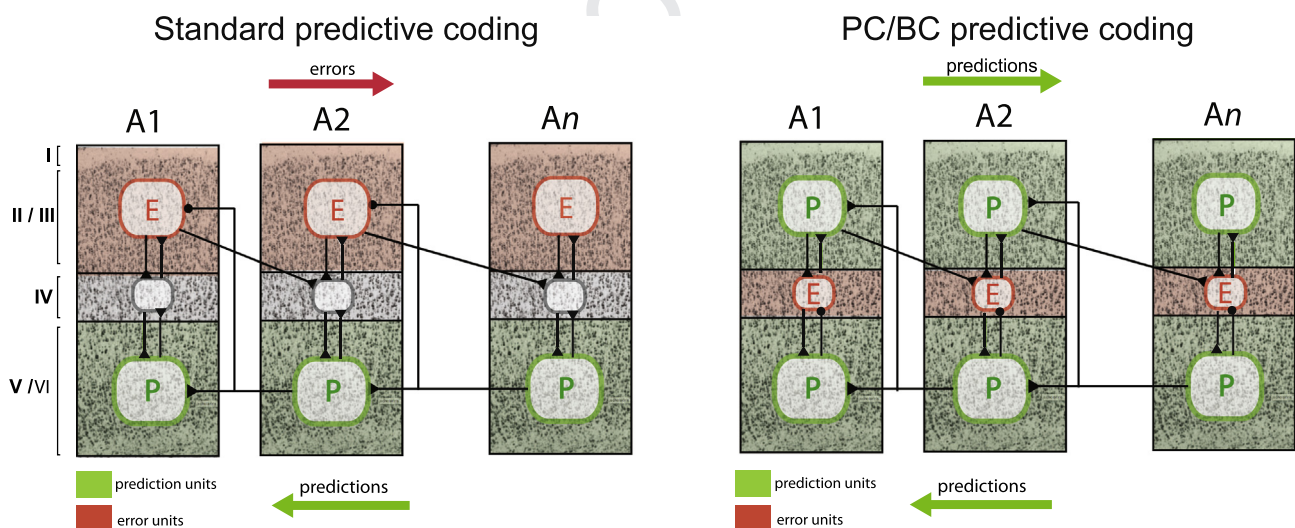 Standard predictive coding
errors
A1 A2 An
I
II / III
IV
V / VI
E E E
P P P
prediction units
error units
predictions
PC/BC predictive coding
predictions
A1 A2 An
P P P
E E E
P P P
prediction units
error units
predictions